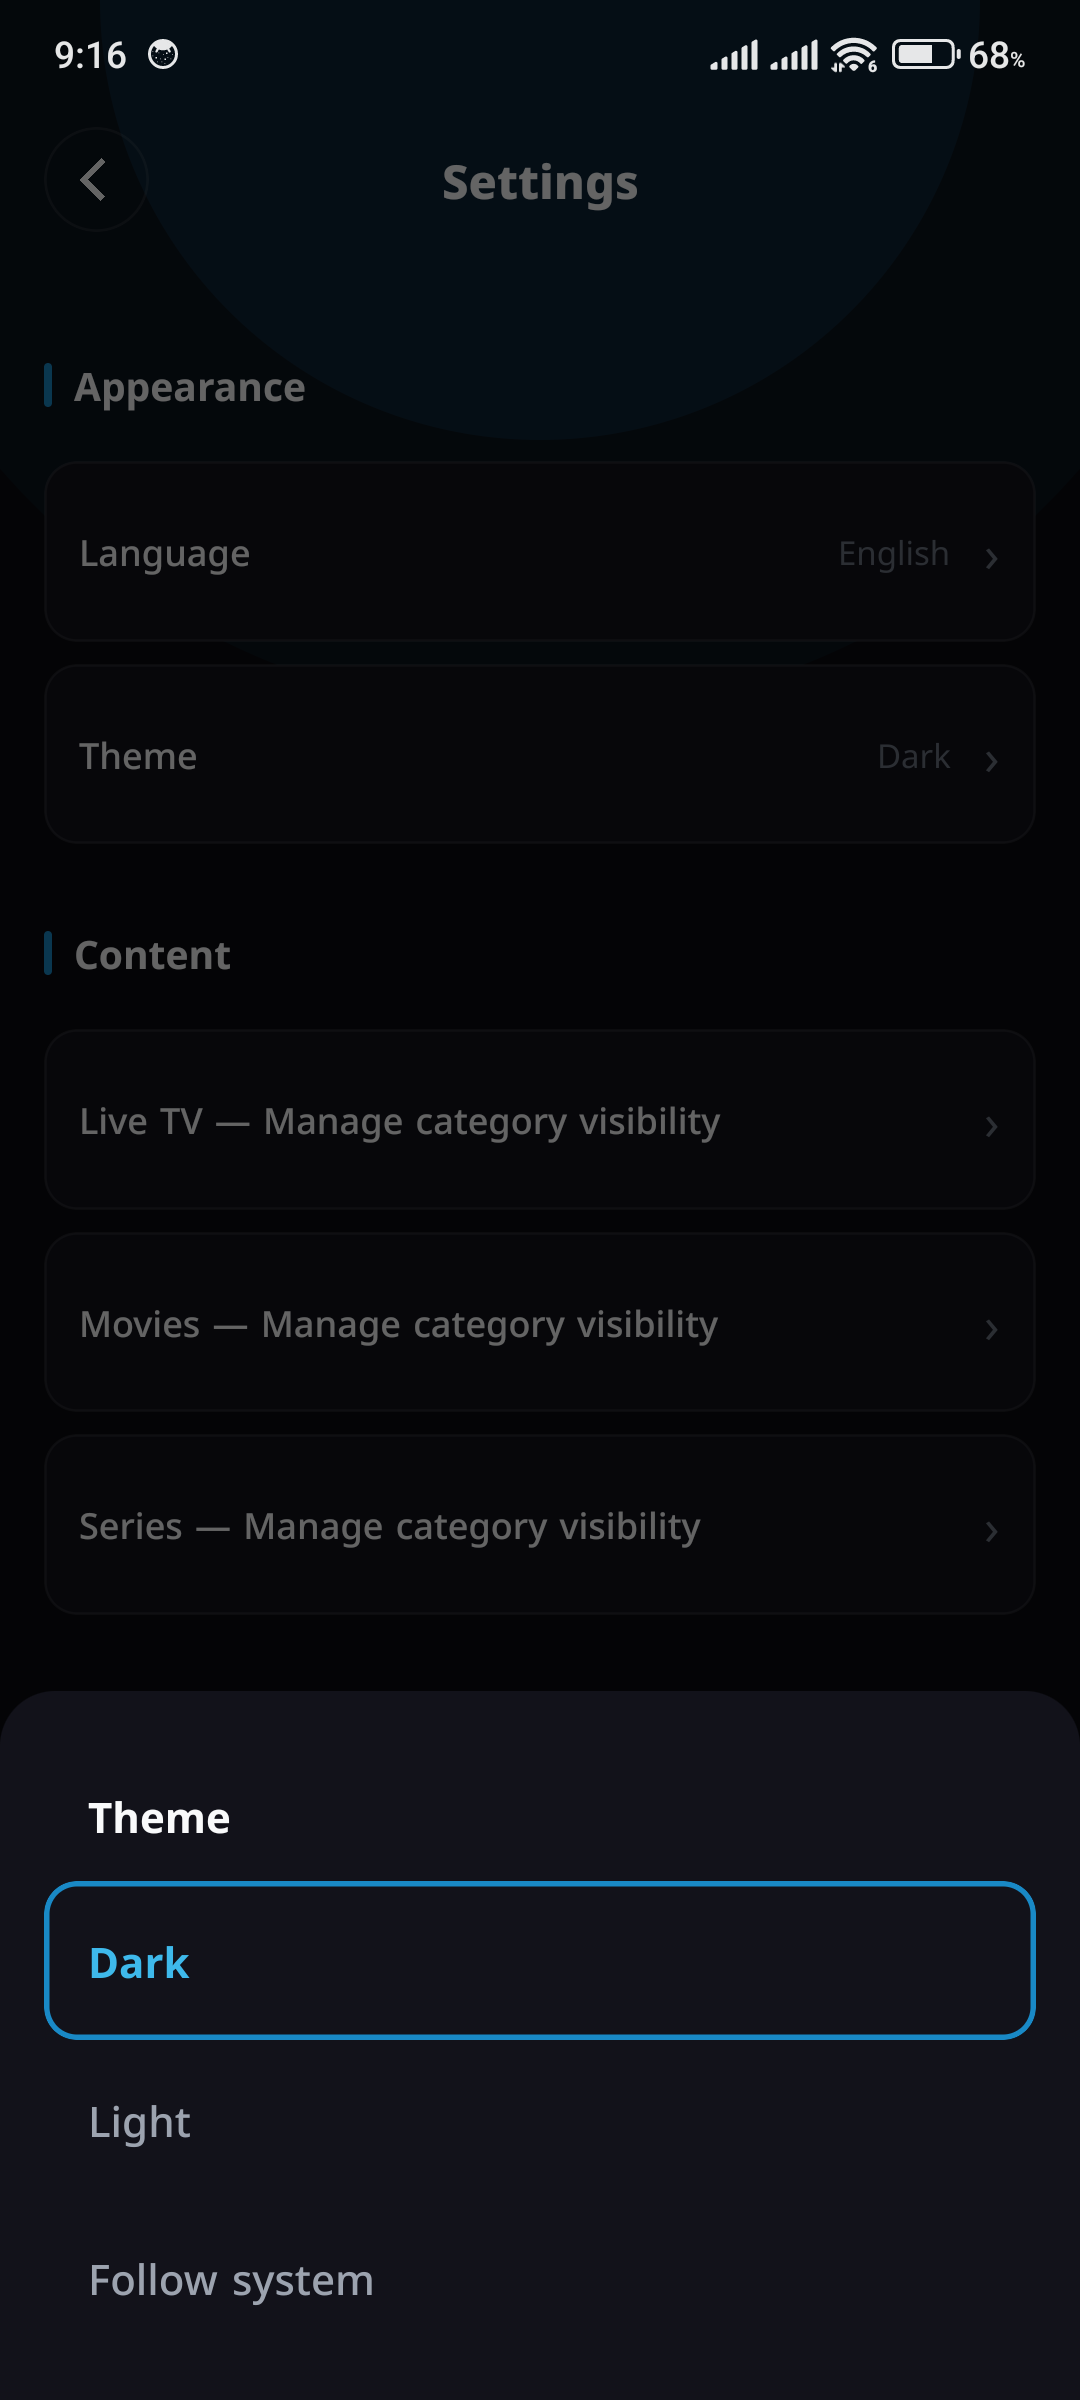 9:16
6
68%
Settings
Appearance
Language English
Theme Dark
Content
Live TV — Manage category visibility
Movies — Manage category visibility
Series — Manage category visibility
Theme
Dark
Light
Follow system